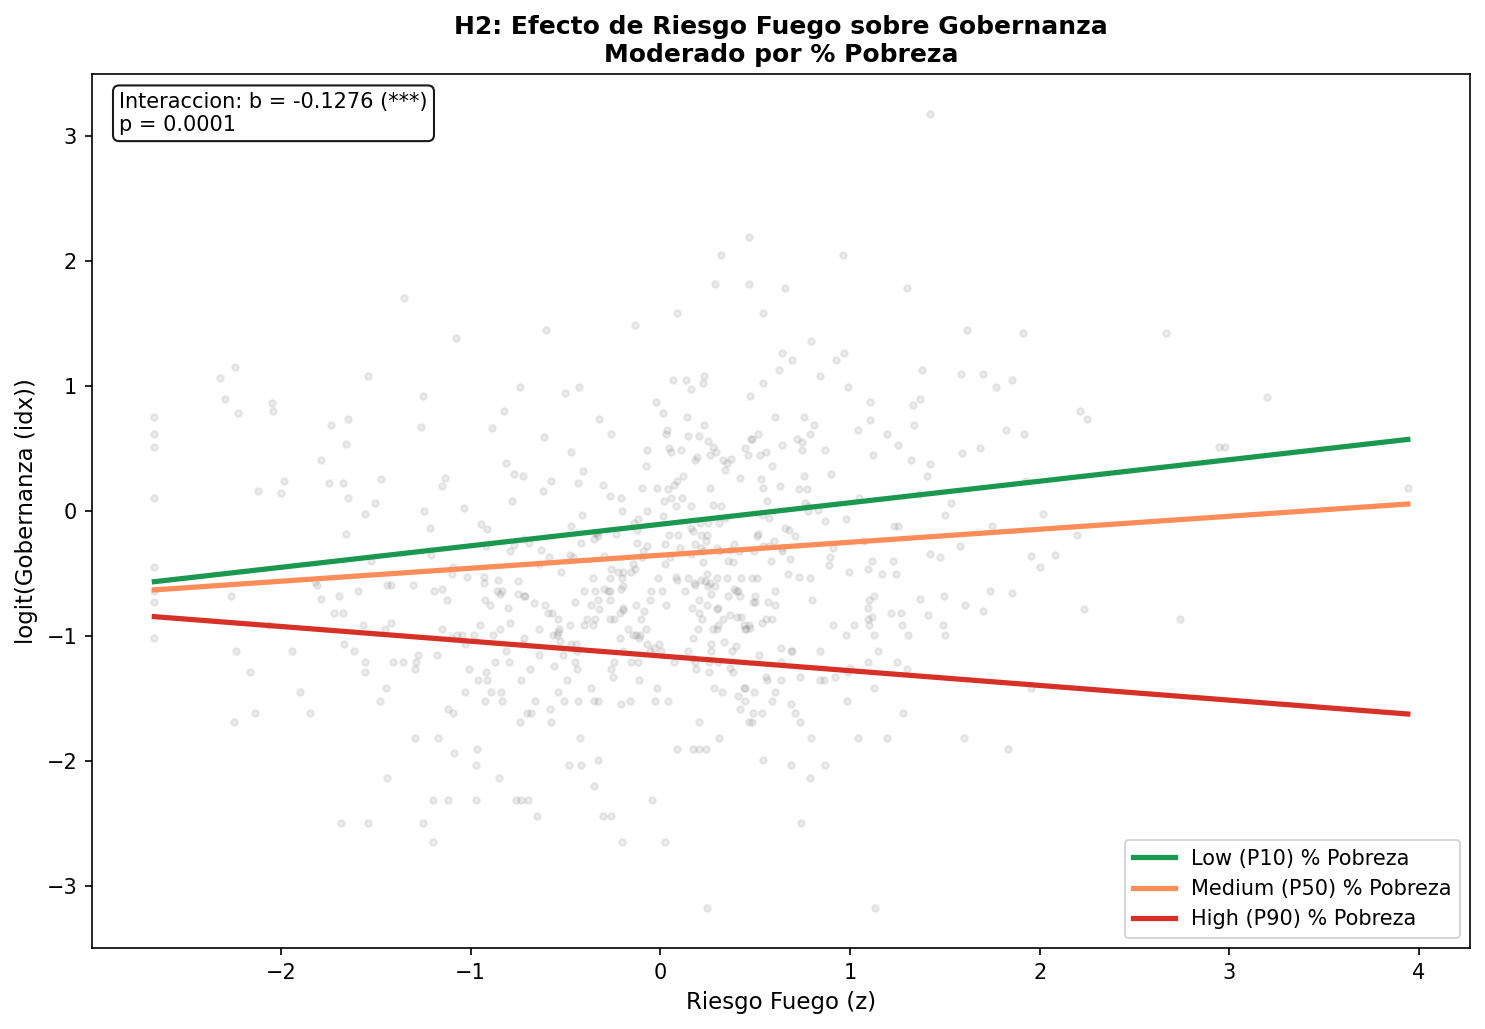 H2: Efecto de Riesgo Fuego sobre Gobernanza
Moderado por % Pobreza
Interaccion: b = -0.1276 (***)
p = 0.0001
logit(Gobernanza (idx))
3
2
1
0
−1
−2
−3
Low (P10) % Pobreza
Medium (P50) % Pobreza
High (P90) % Pobreza
−2
−1
0
1
2
3
4
Riesgo Fuego (z)